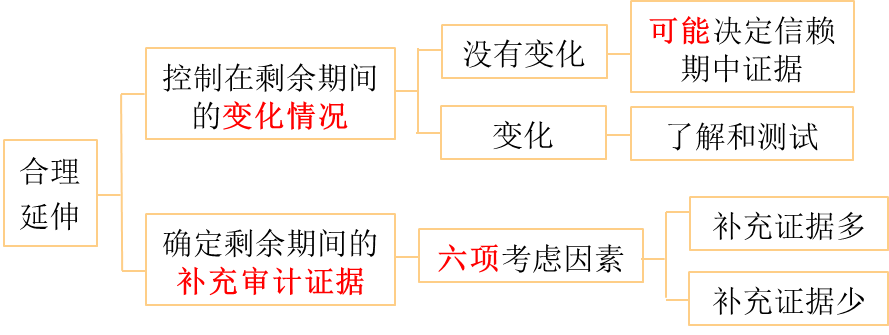 合理
延伸
控制在剩余期间
的变化情况
没有变化
可能决定信赖
期中证据
变化
了解和测试
确定剩余期间的
补充审计证据
六项考虑因素
补充证据多
补充证据少